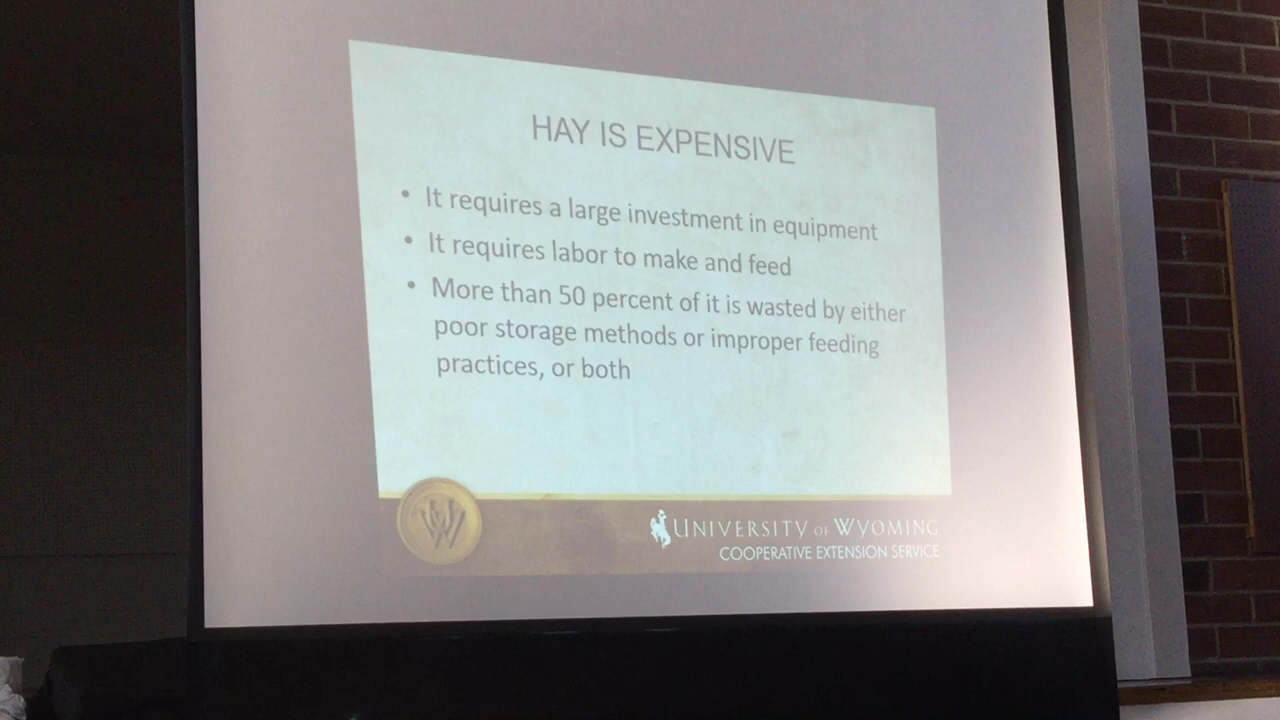 HAY IS EXPENSIVE
• It requires a large investment in equipment
• It requires labor to make and feed
• More than 50 percent of it is wasted by either
poor storage methods or improper feeding
practices, or both
UW
UNIVERSITY OF WYOMING
COOPERATIVE EXTENSION SERVICE